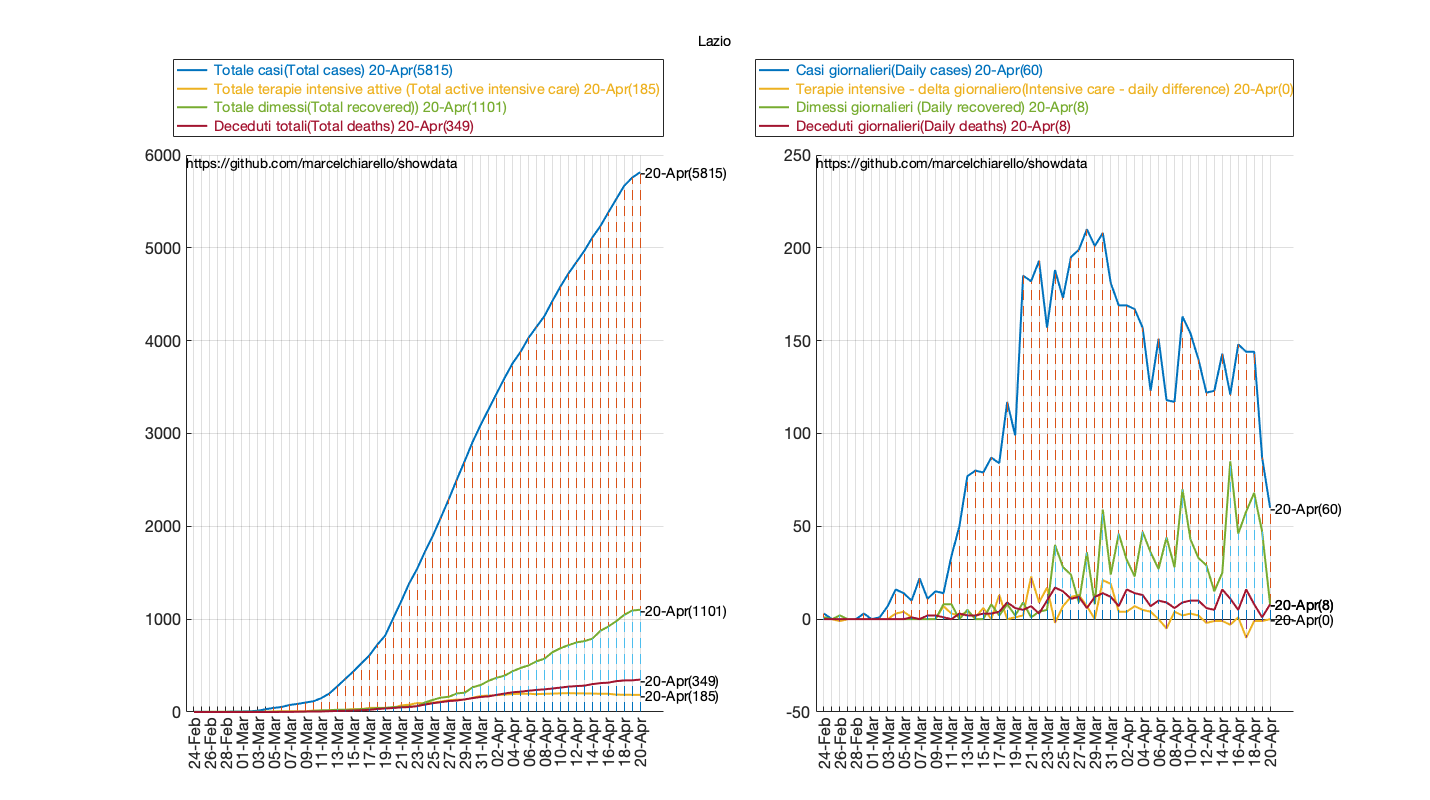 Lazio
Totale casi(Total cases) 20-Apr(5815)
Totale terapie intensive attive (Total active intensive care) 20-Apr(185)
Totale dimessi(Total recovered)) 20-Apr(1101)
Deceduti totali(Total deaths) 20-Apr(349)
6000
https://github.com/marcelchiarello/showdata
-20-Apr(5815)
5000
4000
3000
2000
1000
-20-Apr(1101)
-20-Apr(349)
-20-Apr(185)
0
24-Feb
26-Feb
28-Feb
01-Mar
03-Mar
05-Mar
07-Mar
09-Mar
11-Mar
13-Mar
15-Mar
17-Mar
19-Mar
21-Mar
23-Mar
25-Mar
27-Mar
29-Mar
31-Mar
02-Apr
04-Apr
06-Apr
08-Apr
10-Apr
12-Apr
14-Apr
16-Apr
18-Apr
20-Apr
Casi giornalieri(Daily cases) 20-Apr(60)
Terapie intensive - delta giornaliero(Intensive care - daily difference) 20-Apr(0)
Dimessi giornalieri (Daily recovered) 20-Apr(8)
Deceduti giornalieri(Daily deaths) 20-Apr(8)
250
https://github.com/marcelchiarello/showdata
200
150
100
50
-20-Apr(60)
-20-Apr(8)
0
-20-Apr(0)
-50
24-Feb
26-Feb
28-Feb
01-Mar
03-Mar
05-Mar
07-Mar
09-Mar
11-Mar
13-Mar
15-Mar
17-Mar
19-Mar
21-Mar
23-Mar
25-Mar
27-Mar
29-Mar
31-Mar
02-Apr
04-Apr
06-Apr
08-Apr
10-Apr
12-Apr
14-Apr
16-Apr
18-Apr
20-Apr